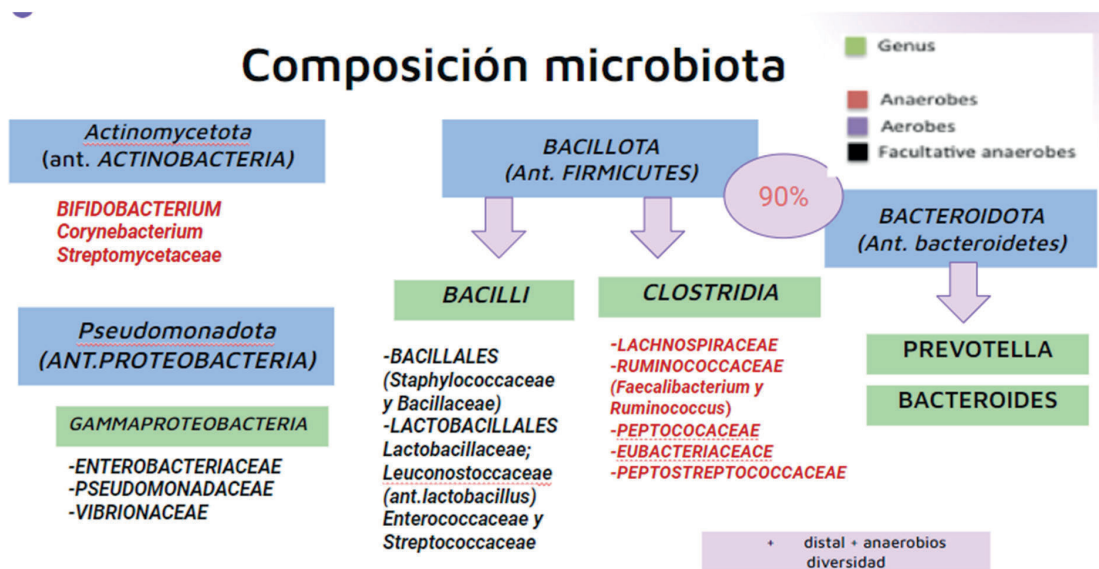 Composición microbiota
Genus
Anaerobes
Aerobes
Facultative anaerobes
Actinomycetota
(ant. ACTINOBACTERIA)
BIFIDOBACTERIUM
Corynebacterium
Streptomycetaceae
Pseudomonadota
(ANT.PROTEOBACTERIA)
GAMMAPROTEOBACTERIA
-ENTEROBACTERIACEAE
-PSEUDOMONADACEAE
-VIBRIONACEAE
BACILLOTA
(Ant. FIRMICUTES)
90%
BACILLI
-BACILLALES
(Staphylococcaceae
y Bacillaceae)
-LACTOBACILLALES
Lactobacillaceae;
Leuconostoccaceae
(ant.lactobacillus)
Enterococcaceae y
Streptococcaceae
CLOSTRIDIA
-LACHNOSPIRACEAE
-RUMINOCOCCACEAE
(Faecalibacterium y
Ruminococcus)
-PEPTOCOCACEAE
-EUBACTERIACEACE
-PEPTOSTREPTOCOCCACEAE
BACTEROIDOTA
(Ant. bacteroidetes)
PREVOTELLA
BACTEROIDES
+ distal + anaerobios
diversidad